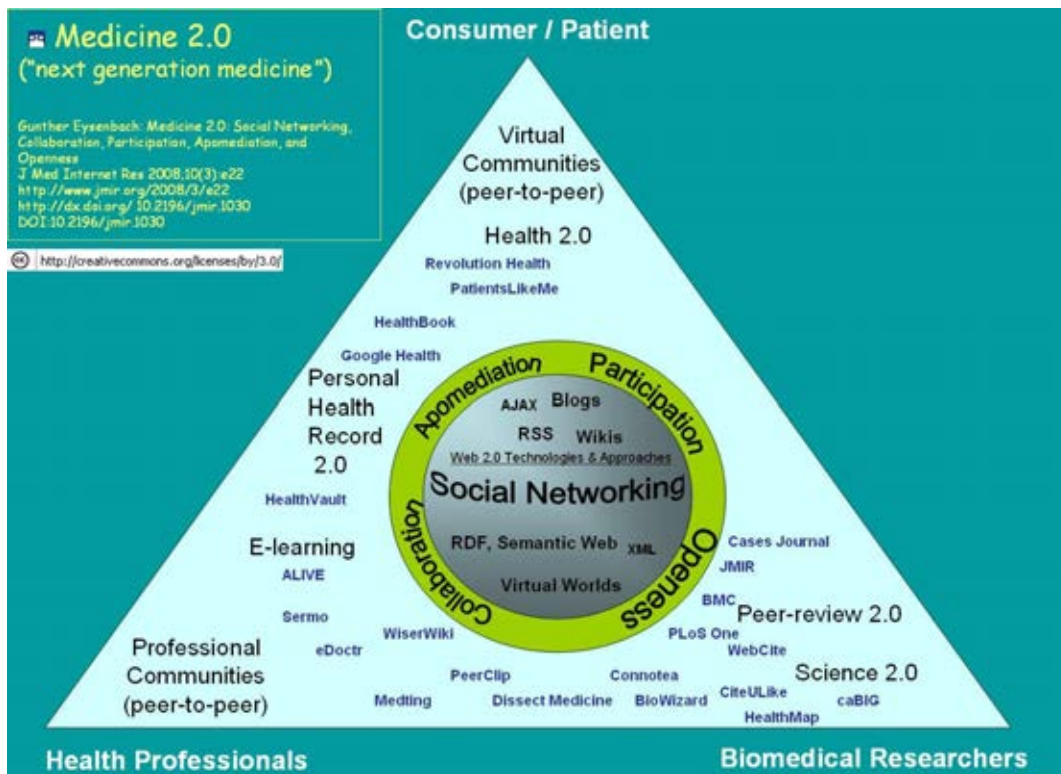 Medicine 2.0
("next generation medicine")
Gunther Eysenbach: Medicine 2.0: Social Networking,
Collaboration, Participation, Apomediation, and
Openness
J Med Internet Res 2008;10(3):e22
http://www.jmir.org/2008/3/e22
http://dx.doi.org/ 10.2196/jmir.1030
DOI:10.2196/jmir.1030
cc http://creativecommons.org/licenses/by/3.0/
Consumer / Patient
Virtual
Communities
(peer-to-peer)
Health 2.0
Revolution Health
PatientsLikeMe
HealthBook
Google Health
Personal
Health
Record
2.0
HealthVault
E-learning
ALIVE
Sermo
eDoctr
WiserWiki
Professional
Communities
(peer-to-peer)
PeerClip
Medting
Dissect Medicine
Apomediation
Participation
Collaboration
Openess
AJAX
Blogs
RSS
Wikis
Web 2.0 Technologies & Approaches
Social Networking
RDF, Semantic Web
XML
Virtual Worlds
Cases Journal
JMIR
BMC
Peer-review 2.0
PLoS One
WebCite
Connotea
Science 2.0
BioWizard
CiteULike
caBIG
HealthMap
Health Professionals
Biomedical Researchers